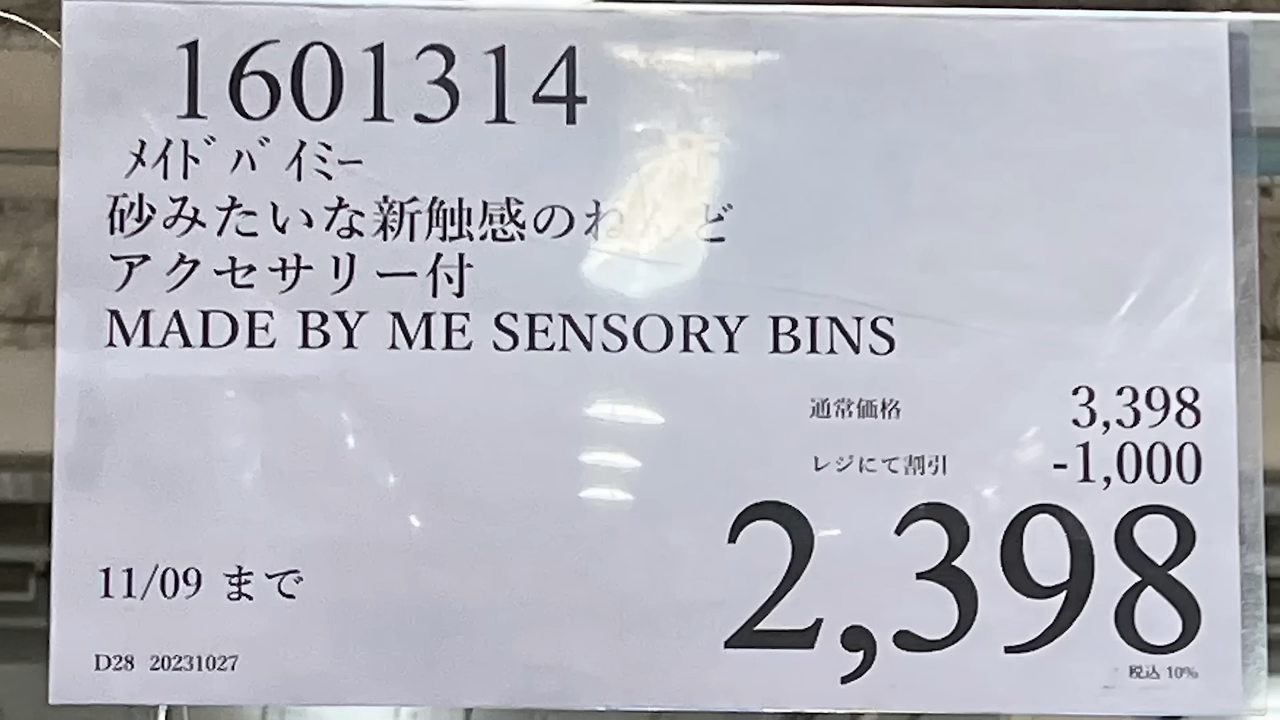 1601314
ﾒｲﾄﾞﾊﾞｲﾐｰ
砂みたいな新触感のねんど
アクセサリー付
MADE BY ME SENSORY BINS
通常価格 3,398
レジにて割引 -1,000
2,398
11/09 まで
税込 10%
D28 20231027